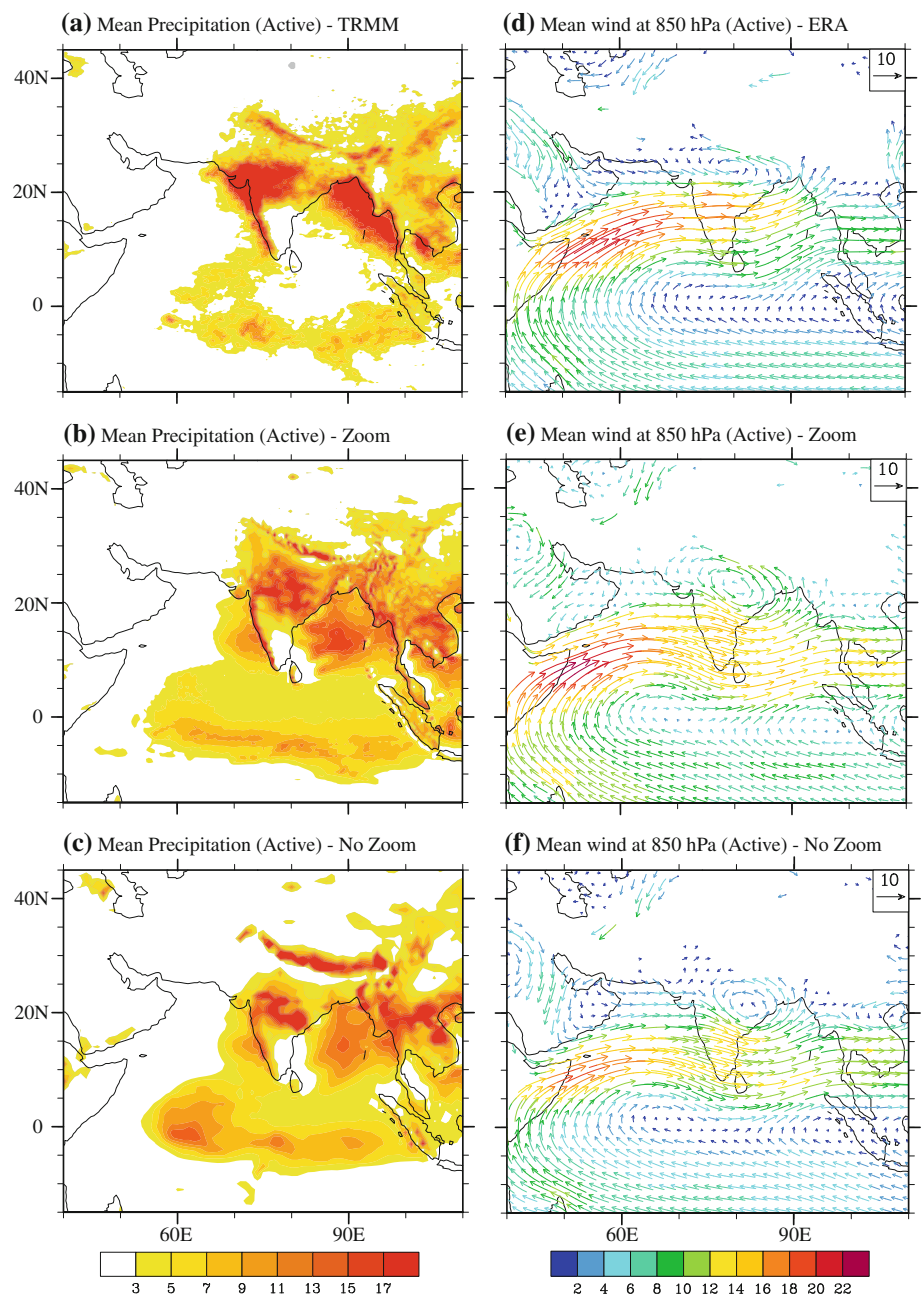 (a) Mean Precipitation (Active) - TRMM
40N
20N
0
(d) Mean wind at 850 hPa (Active) - ERA
10
(b) Mean Precipitation (Active) - Zoom
40N
20N
0
(e) Mean wind at 850 hPa (Active) - Zoom
10
(c) Mean Precipitation (Active) - No Zoom
40N
20N
0
60E 90E
(f) Mean wind at 850 hPa (Active) - No Zoom
10
60E 90E
3 5 7 9 11 13 15 17
2 4 6 8 10 12 14 16 18 20 22